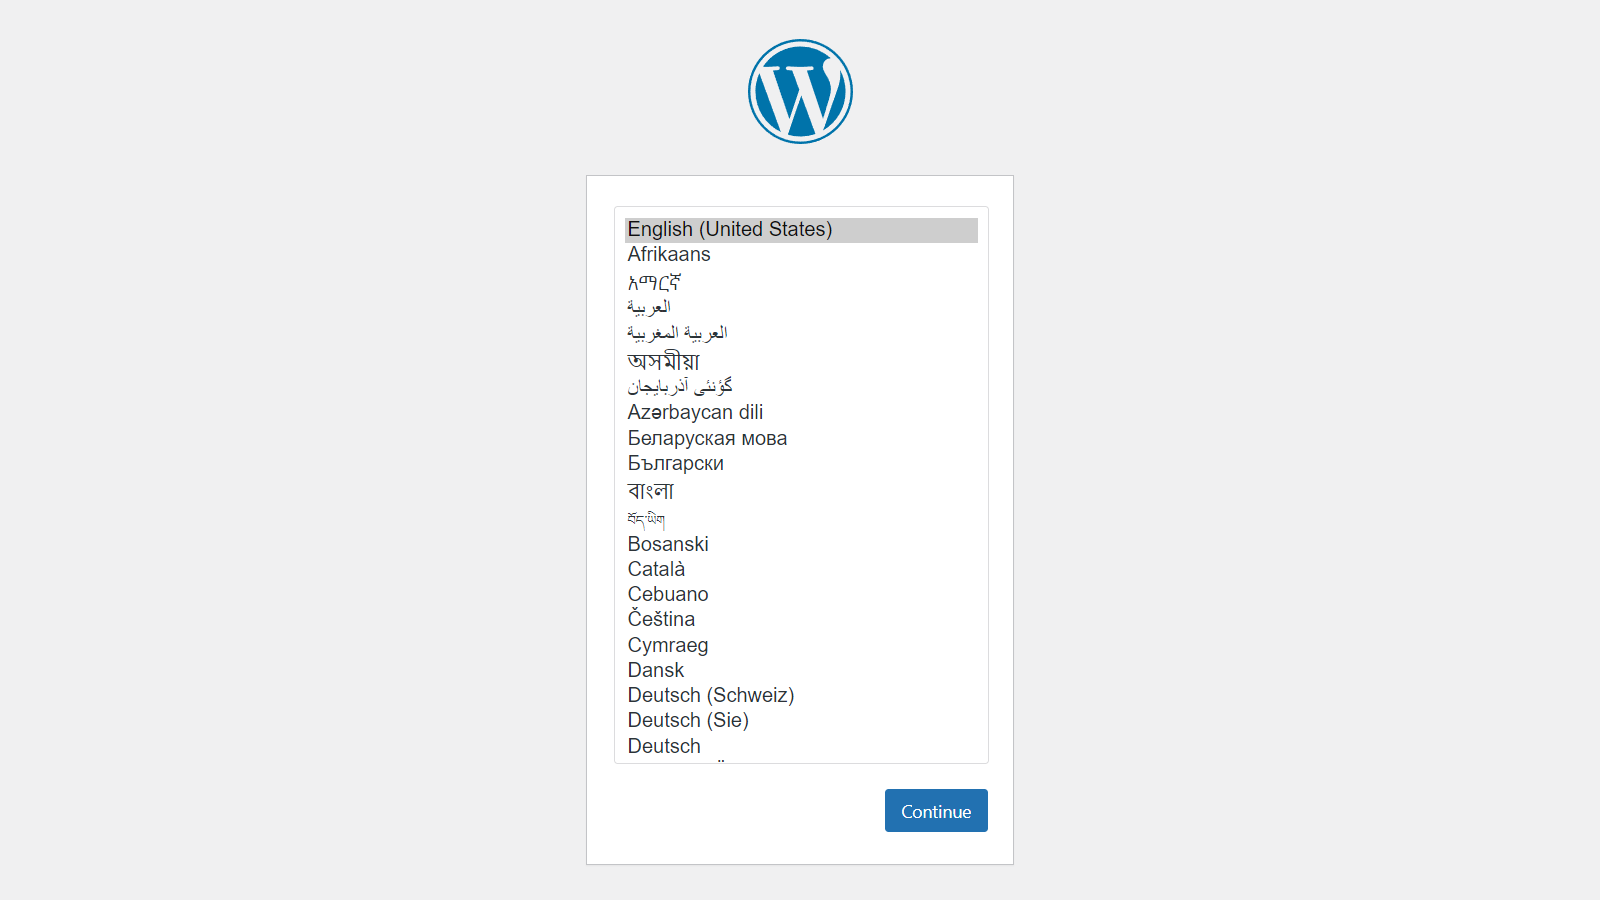 English (United States)
Afrikaans
አማርኛ
العربية
العربية المغربية
অসমীয়া
گؤنئی آذربایجان
Azərbaycan dili
Беларуская мова
Български
বাংলা
བོད་ཡིག
Bosanski
Català
Cebuano
Čeština
Cymraeg
Dansk
Deutsch (Schweiz)
Deutsch (Sie)
Deutsch
Continue